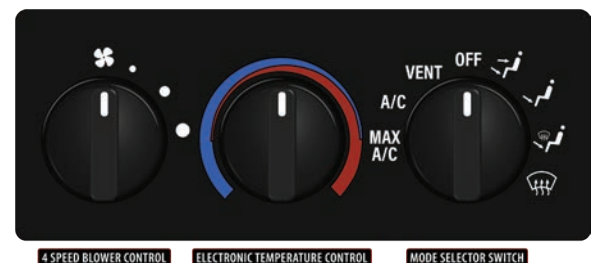 OFF
VENT
A/C
MAX
A/C
4 SPEED BLOWER CONTROL
ELECTRONIC TEMPERATURE CONTROL
MODE SELECTOR SWITCH